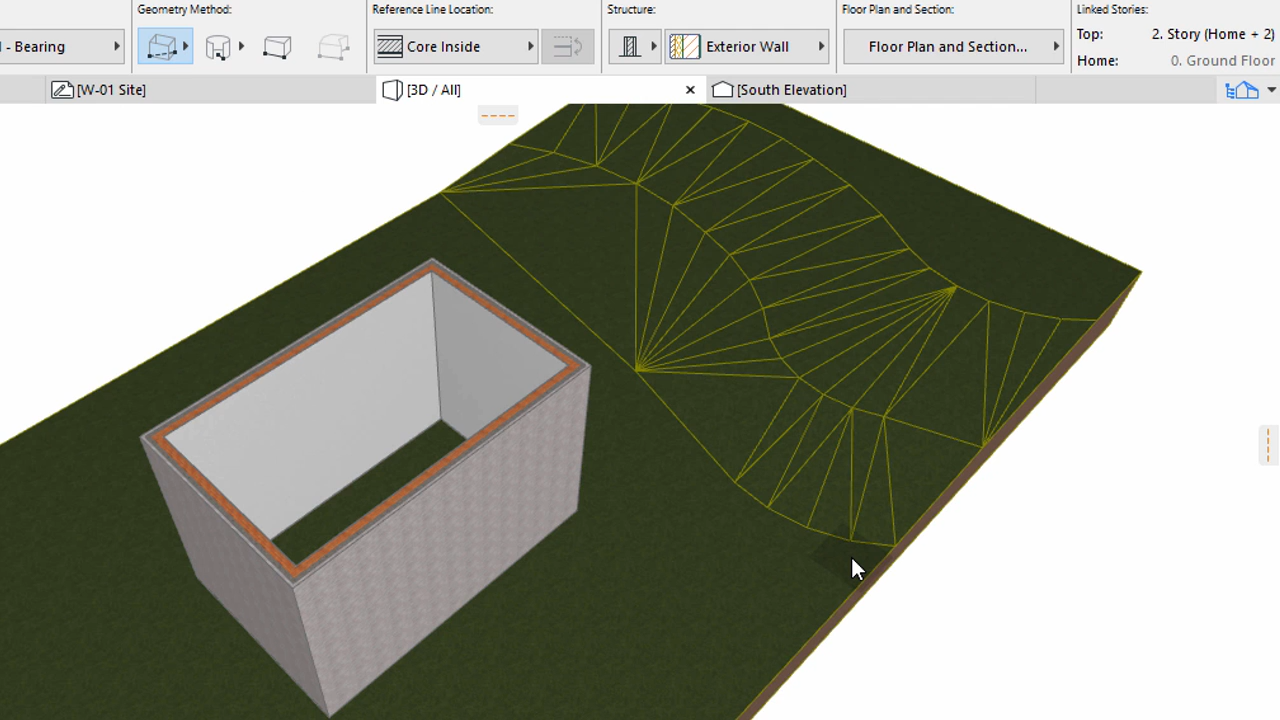 Geometry Method:
Reference Line Location:
Structure:
Floor Plan and Section:
Linked Stories:
- Bearing
Core Inside
Exterior Wall
Floor Plan and Section...
Top:
2. Story (Home + 2)
Home:
0. Ground Floor
[W-01 Site]
[3D / All]
[South Elevation]